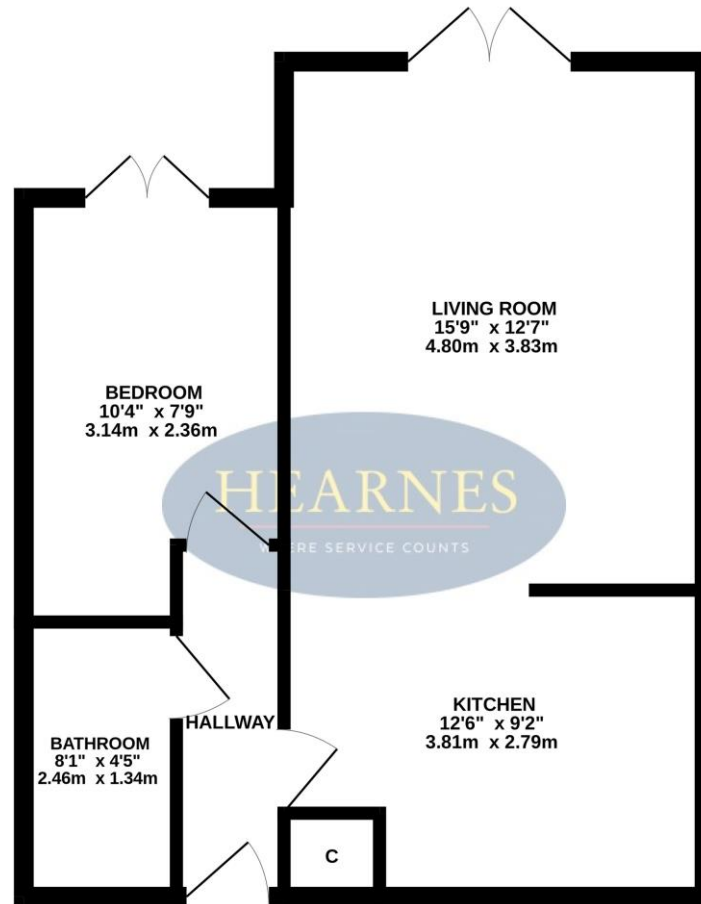 LIVING ROOM
15'9" x 12'7"
4.80m x 3.83m
BEDROOM
10'4" x 7'9"
3.14m x 2.36m
HEARNES
WHERE SERVICE COUNTS
KITCHEN
12'6" x 9'2"
3.81m x 2.79m
HALLWAY
BATHROOM
8'1" x 4'5"
2.46m x 1.34m
C